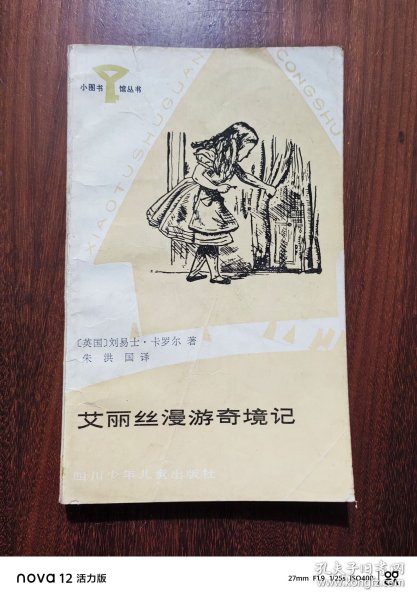 小图书 馆丛书
XIAOTUSHUGUAN
CONGSHU
〔英国〕刘易士·卡罗尔 著
朱洪国译
艾丽丝漫游奇境记
四川少年儿童出版社
nova 12 活力版
27mm F1.9 1/25s ISO400
孔夫子旧书网